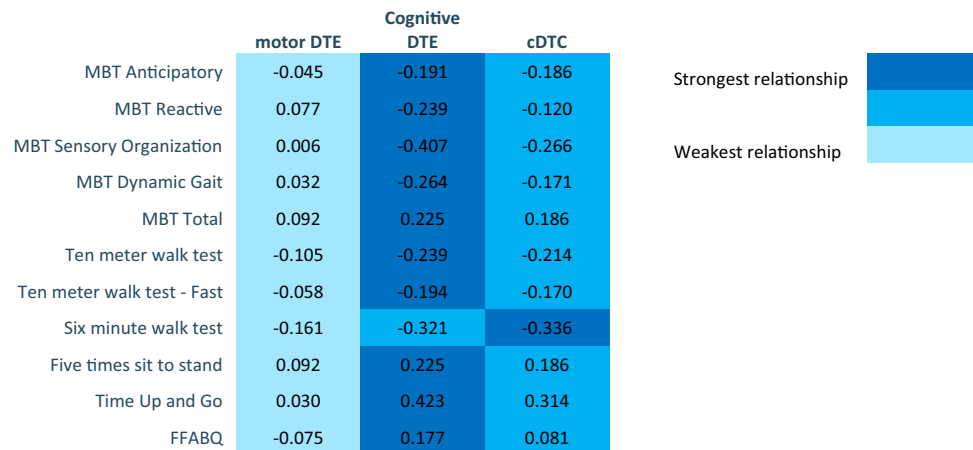 Cognitive
motor DTE DTE cDTC
MBT Anticipatory -0.045 -0.191 -0.186
Strongest relationship
MBT Reactive 0.077 -0.239 -0.120
MBT Sensory Organization 0.006 -0.407 -0.266
Weakest relationship
MBT Dynamic Gait 0.032 -0.264 -0.171
MBT Total 0.092 0.225 0.186
Ten meter walk test -0.105 -0.239 -0.214
Ten meter walk test - Fast -0.058 -0.194 -0.170
Six minute walk test -0.161 -0.321 -0.336
Five times sit to stand 0.092 0.225 0.186
Time Up and Go 0.030 0.423 0.314
FFABQ -0.075 0.177 0.081